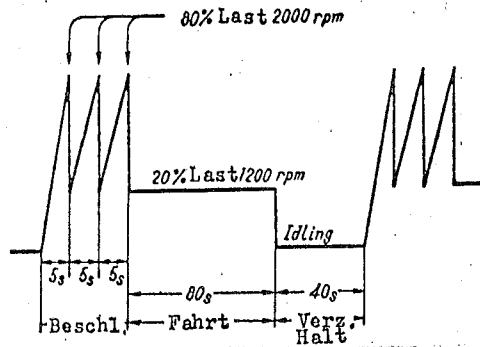 80% Last 2000 rpm
20% Last 1200 rpm
Idling
5s 5s 5s
80s 40s
Beschl. Fahrt Verz.
Halt